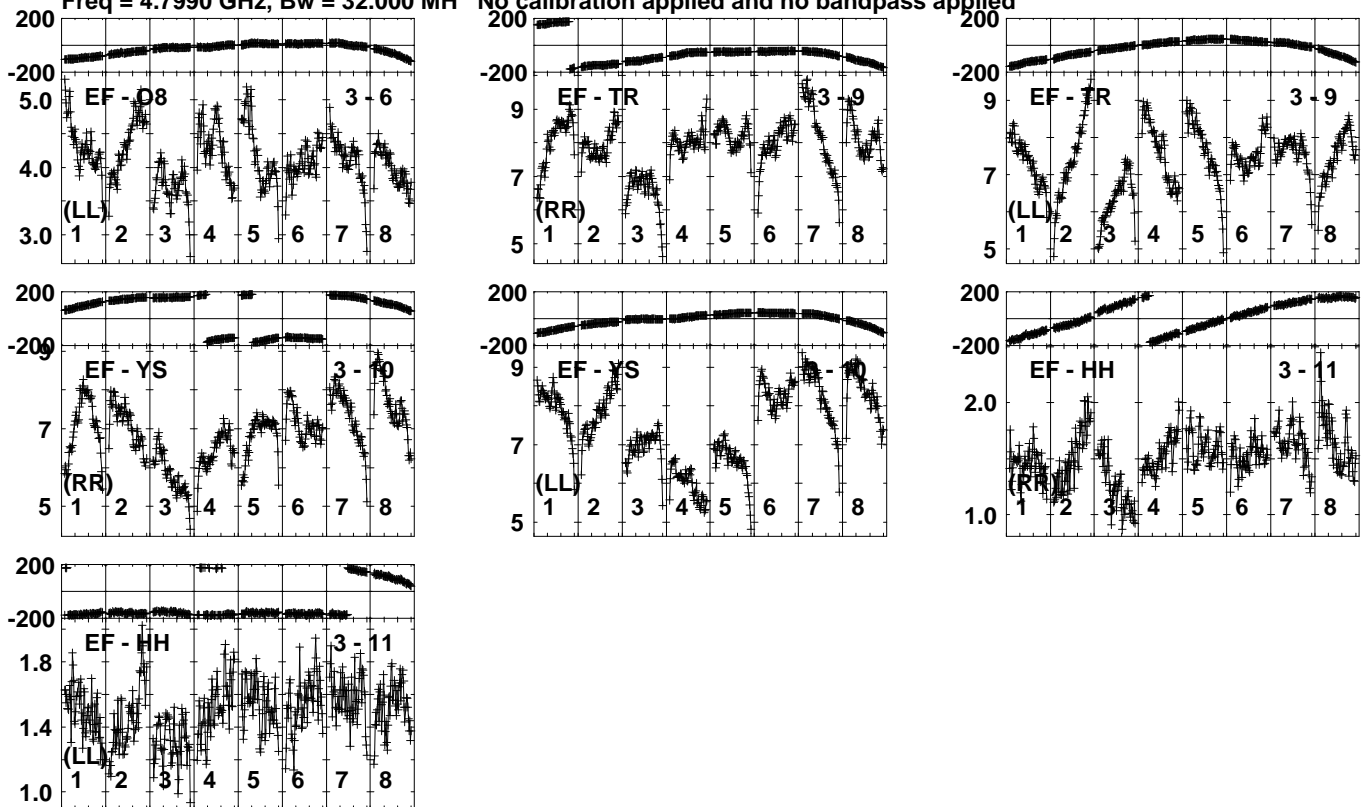 Freq = 4.7990 GHz, Bw = 32.000 MH No calibration applied and no bandpass applied
200
-200
5.0
4.0
3.0
EF - O8 3 - 6
(LL)
1 2 3 4 5 6 7 8
200
-200
9
7
5
EF - TR 3 - 9
(RR)
1 2 3 4 5 6 7 8
200
-200
9
7
5
EF - TR 3 - 9
(LL)
1 2 3 4 5 6 7 8
200
-200
9
7
5
EF - YS 3 - 10
(RR)
1 2 3 4 5 6 7 8
200
-200
9
7
5
EF - YS 3 - 10
(LL)
1 2 3 4 5 6 7 8
200
-200
2.0
1.0
EF - HH 3 - 11
(RR)
1 2 3 4 5 6 7 8
200
-200
1.8
1.4
1.0
EF - HH 3 - 11
(LL)
1 2 3 4 5 6 7 8